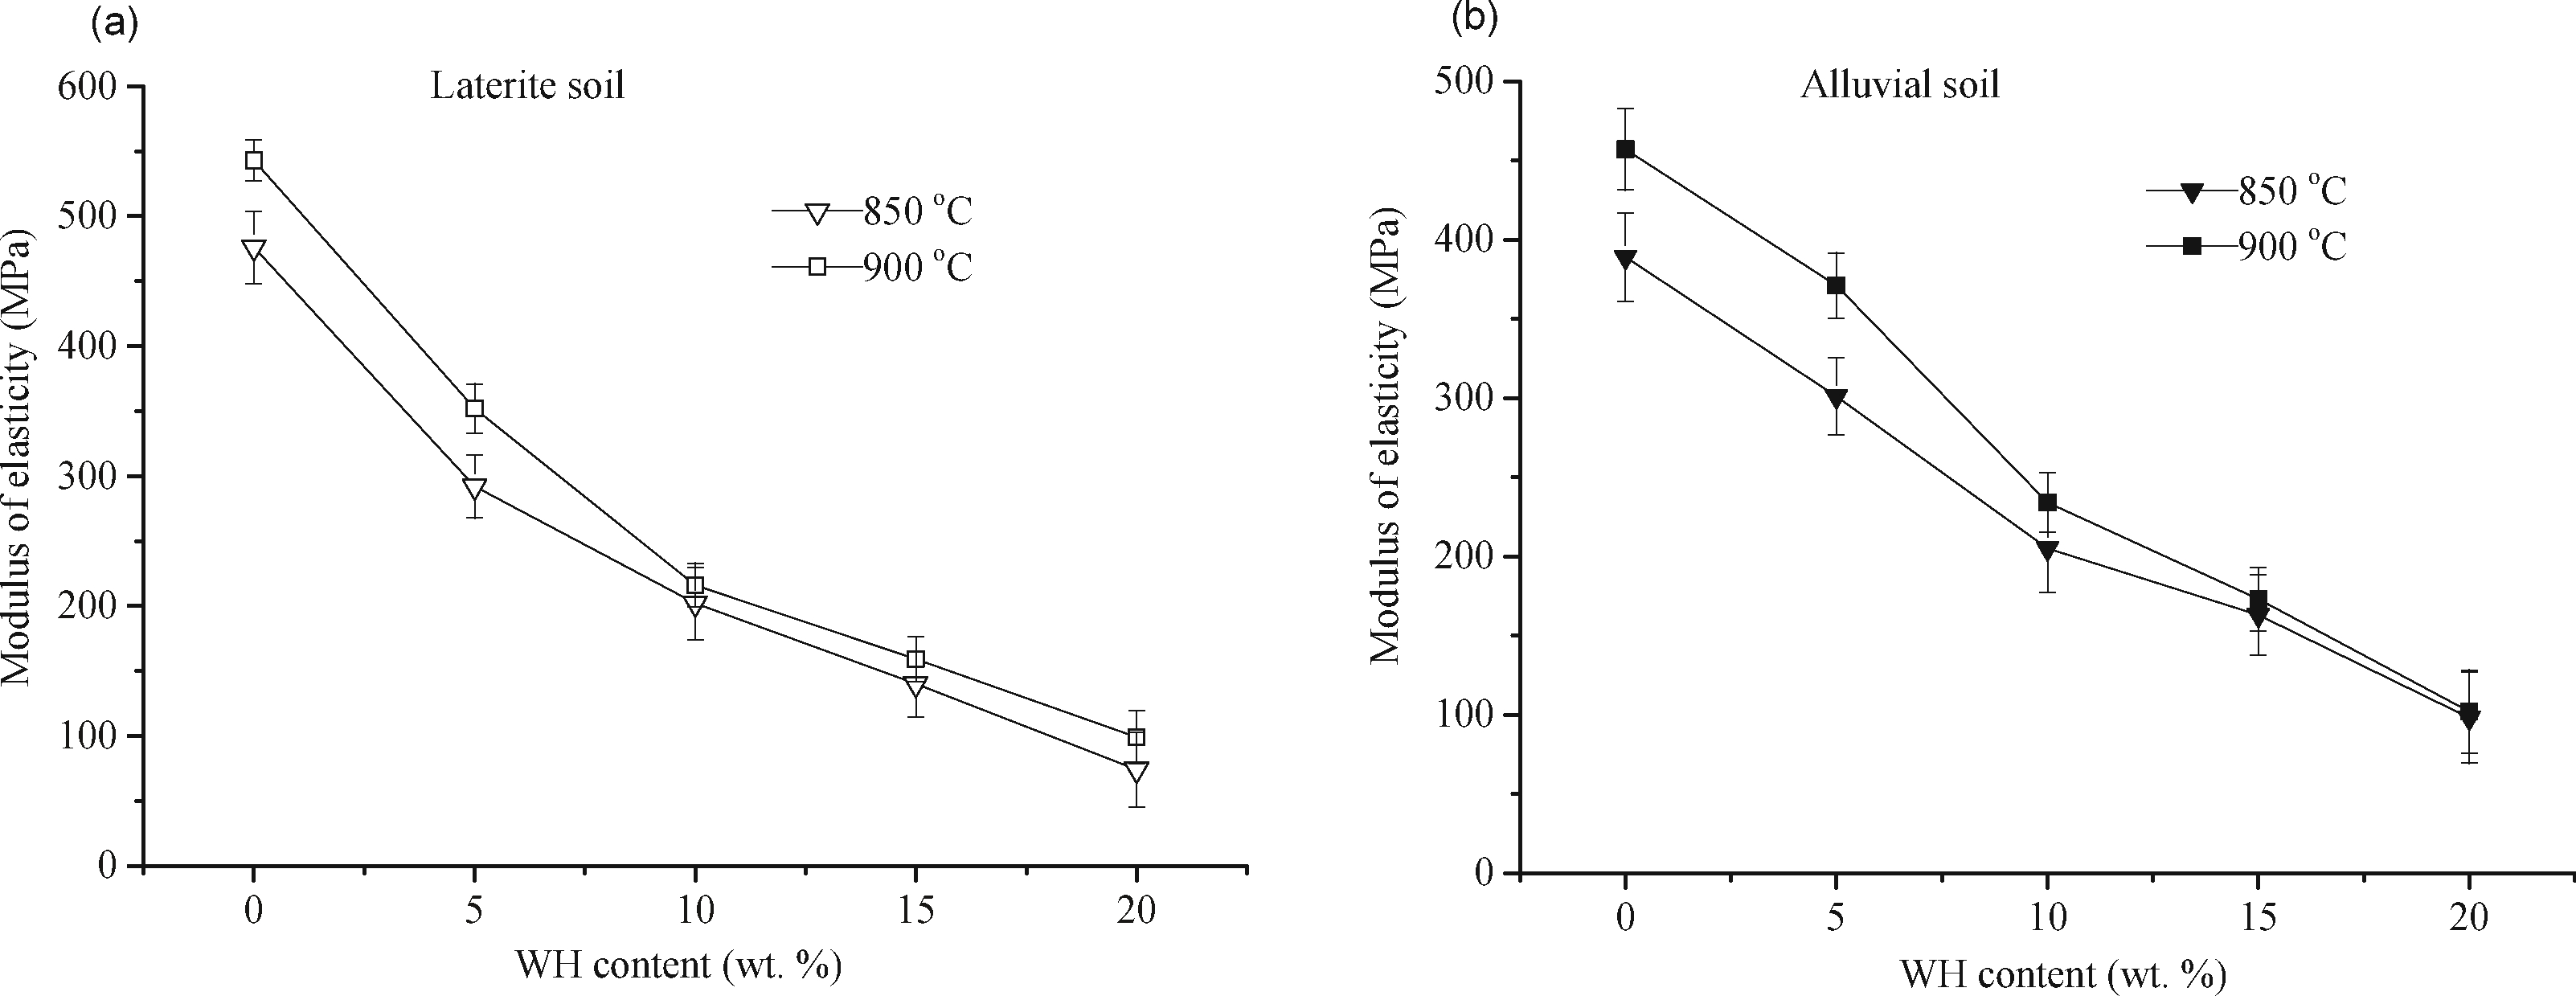 (a)
Laterite soil
850 °C
900 °C
600
500
400
300
200
100
0
Modulus of elasticity (MPa)
0 5 10 15 20
WH content (wt. %)
(b)
Alluvial soil
850 °C
900 °C
500
400
300
200
100
0
Modulus of elasticity (MPa)
0 5 10 15 20
WH content (wt. %)